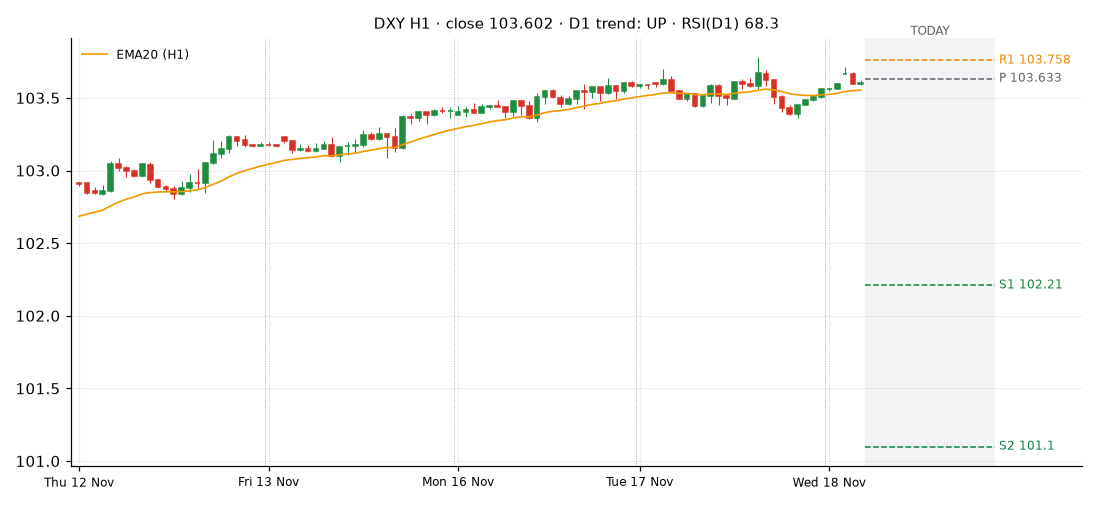 DXY H1 · close 103.602 · D1 trend: UP · RSI(D1) 68.3
TODAY
EMA20 (H1)
R1 103.758
P 103.633
S1 102.21
S2 101.1
103.5
103.0
102.5
102.0
101.5
101.0
Thu 12 Nov
Fri 13 Nov
Mon 16 Nov
Tue 17 Nov
Wed 18 Nov